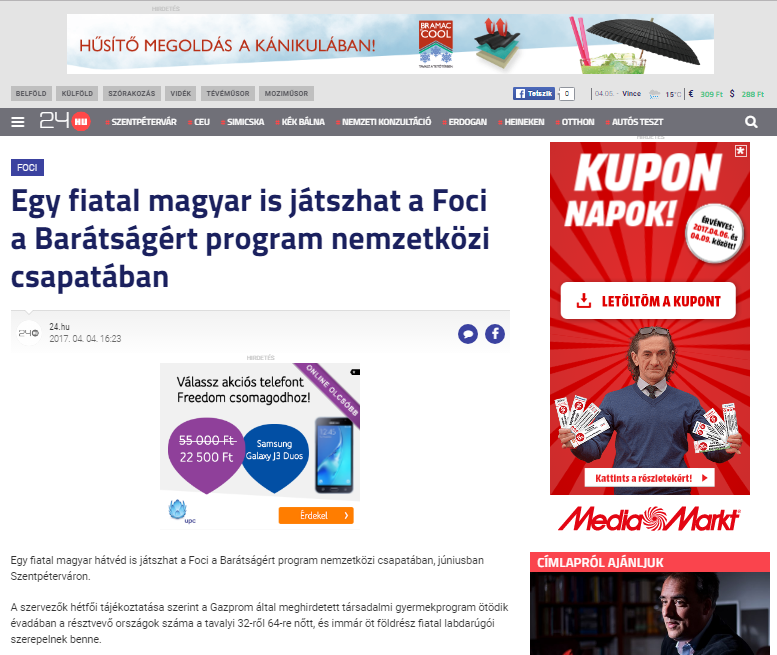 HIRDETÉS
HŰSÍTŐ MEGOLDÁS A KÁNIKULÁBAN!
BRAMAC
COOL
BELFÖLD KÜLFÖLD SZÓRAKOZÁS VIDÉK TÉVÉMŰSOR MOZIMŰSOR
Tetszik 0
04.05. - Vince 15°C € 309 Ft $ 288 Ft
24 HU SZENTPÉTERVÁR CEU SIMICSKA KÉK BÁLNA NEMZETI KONZULTÁCIÓ ERDOGAN HEINEKEN OTTHON AUTÓS TESZT
HIRDETÉS
FOCI
Egy fiatal magyar is játszhat a Foci
a Barátságért program nemzetközi
csapatában
24.hu
2017. 04. 04. 16:23
HIRDETÉS
ONLINE OLCSÓBB
Válassz akciós telefont
Freedom csomagodhoz!
55 000 Ft
22 500 Ft
Samsung
Galaxy J3 Duos
upc
Érdekel
Egy fiatal magyar hátvéd is játszhat a Foci a Barátságért program nemzetközi csapatában, júniusban
Szentpéterváron.
A szervezők hétfői tájékoztatása szerint a Gazprom által meghirdetett társadalmi gyermekprogram ötödik
évadában a résztvevő országok száma a tavalyi 32-ről 64-re nőtt, és immár öt földrész fiatal labdarúgói
szerepelnek benne.
KUPON
NAPOK!
ÉRVÉNYES:
2017.04.06. és
04.09. között!
LETÖLTÖM A KUPONT
Kattints a részletekért!
Media Markt
CÍMLAPRÓL AJÁNLJUK